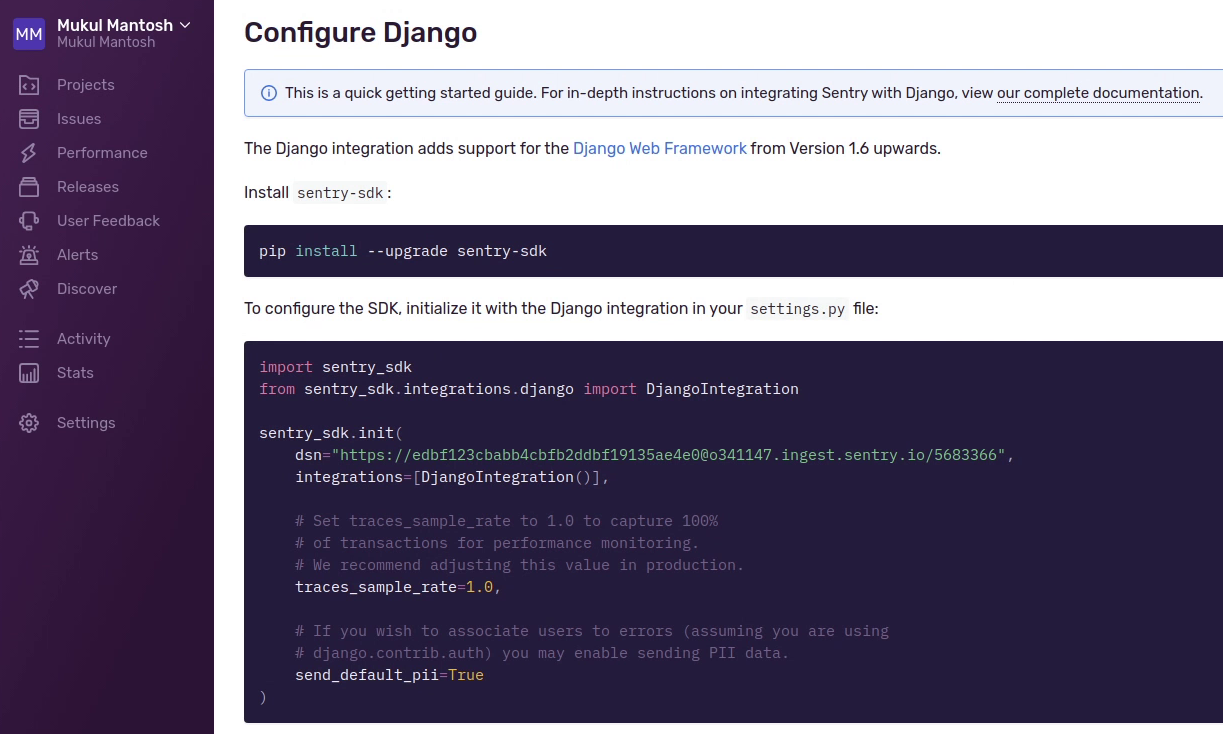 MM
Mukul Mantosh
Mukul Mantosh
Projects
Issues
Performance
Releases
User Feedback
Alerts
Discover
Activity
Stats
Settings
Configure Django
This is a quick getting started guide. For in-depth instructions on integrating Sentry with Django, view our complete documentation.
The Django integration adds support for the Django Web Framework from Version 1.6 upwards.
Install sentry-sdk:
pip install --upgrade sentry-sdk
To configure the SDK, initialize it with the Django integration in your settings.py file:
import sentry_sdk
from sentry_sdk.integrations.django import DjangoIntegration
sentry_sdk.init(
    dsn="https://edbf123cbabb4cbfb2ddbf19135ae4e0@o341147.ingest.sentry.io/5683366",
    integrations=[DjangoIntegration()],
    # Set traces_sample_rate to 1.0 to capture 100%
    # of transactions for performance monitoring.
    # We recommend adjusting this value in production.
    traces_sample_rate=1.0,
    # If you wish to associate users to errors (assuming you are using
    # django.contrib.auth) you may enable sending PII data.
    send_default_pii=True
)